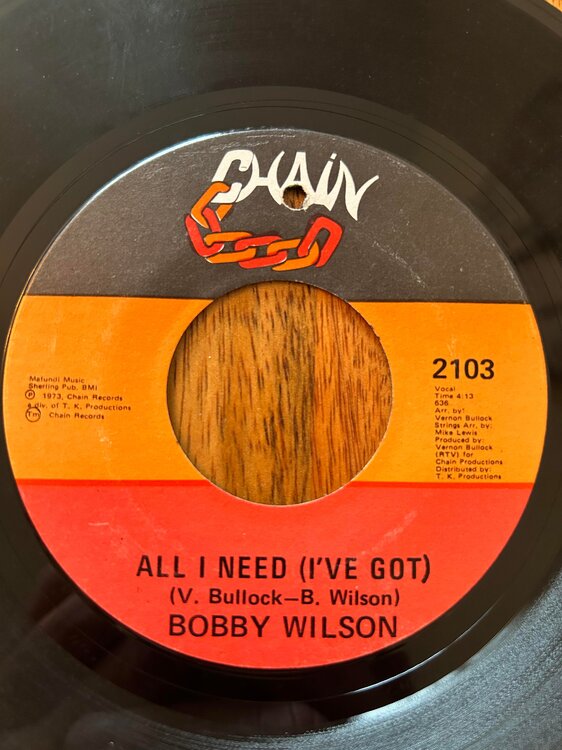 CHAIN
Mafundi Music
Sherling Pub, BMI
Ⓟ 1973, Chain Records
a div. of T. K. Productions
Tm Chain Records
2103
Vocal
Time 4:13
636
Arr. by:
Vernon Bullock
Strings Arr. by:
Mike Lewis
Produced by:
Vernon Bullock
(RTV) for
Chain Productions
Distributed by:
T. K. Productions
ALL I NEED (I'VE GOT)
(V. Bullock—B. Wilson)
BOBBY WILSON